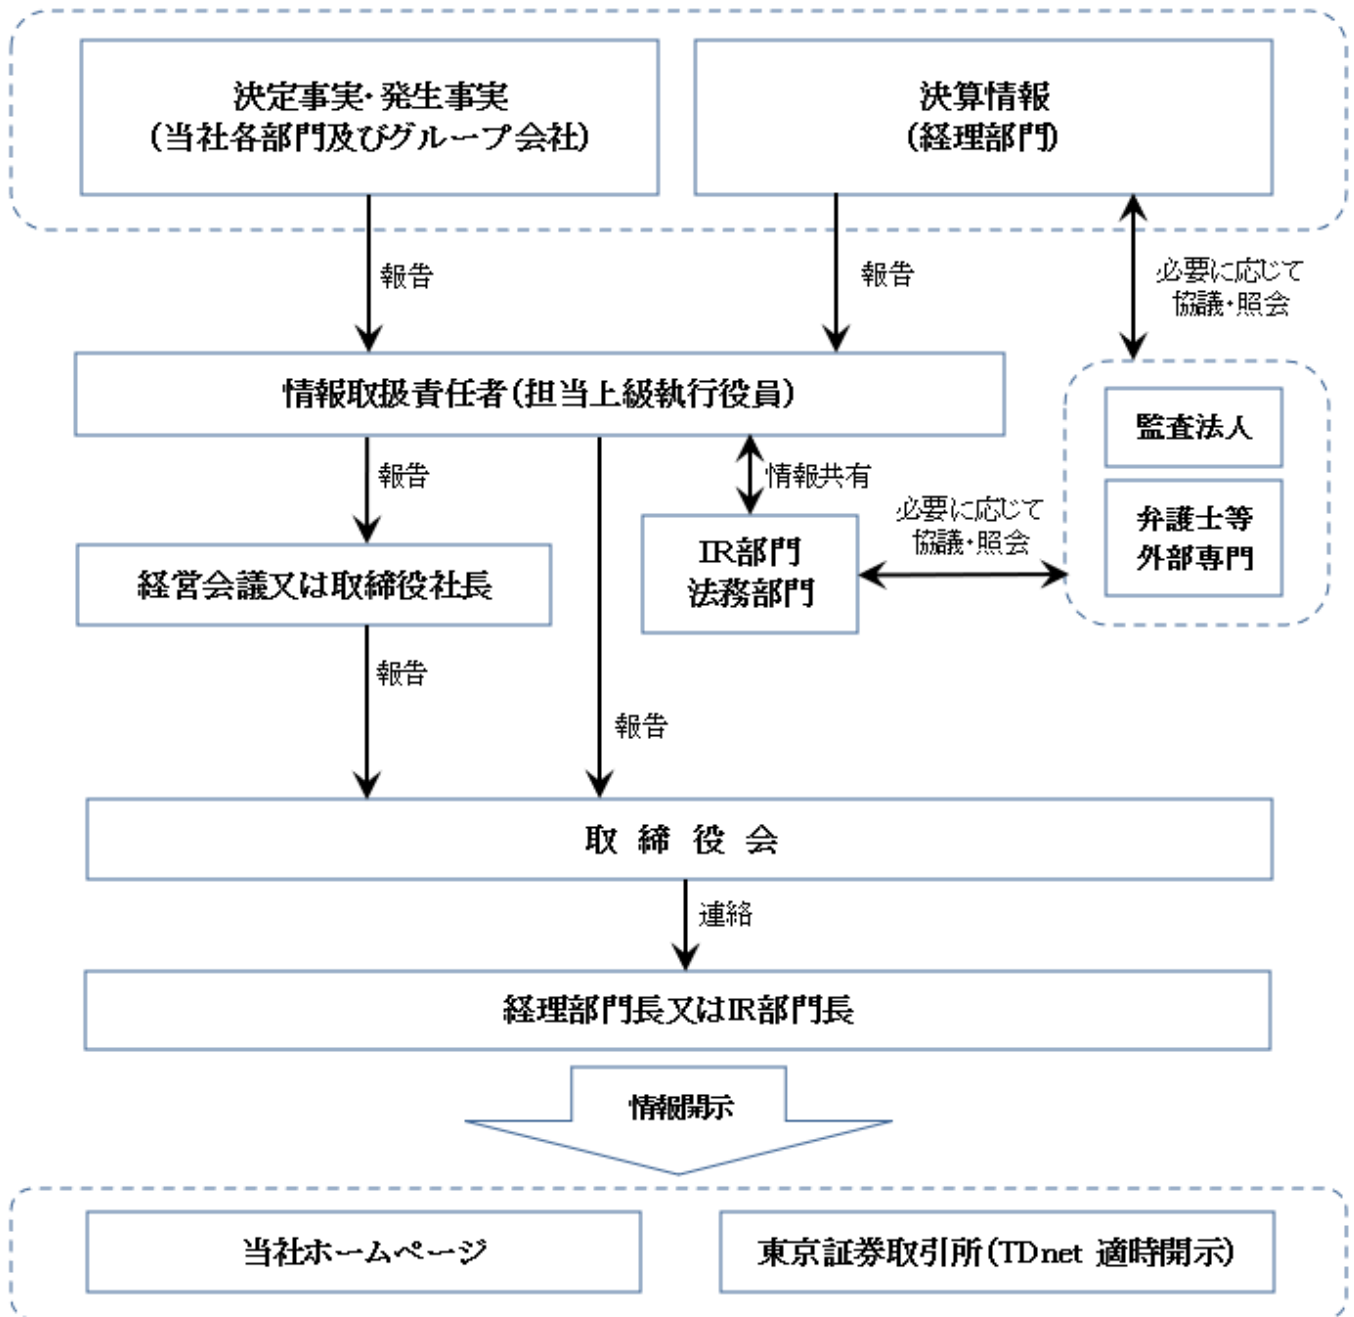 決定事実・発生事実
(当社各部門及びグループ会社)
決算情報
(経理部門)
報告
報告
必要に応じて
協議・照会
情報取扱責任者(担当上級執行役員)
監査法人
弁護士等
外部専門
報告
情報共有
必要に応じて
協議・照会
IR部門
法務部門
経営会議又は取締役社長
報告
報告
取 締 役 会
連絡
経理部門長又はIR部門長
情報開示
当社ホームページ
東京証券取引所(TDnet 適時開示)